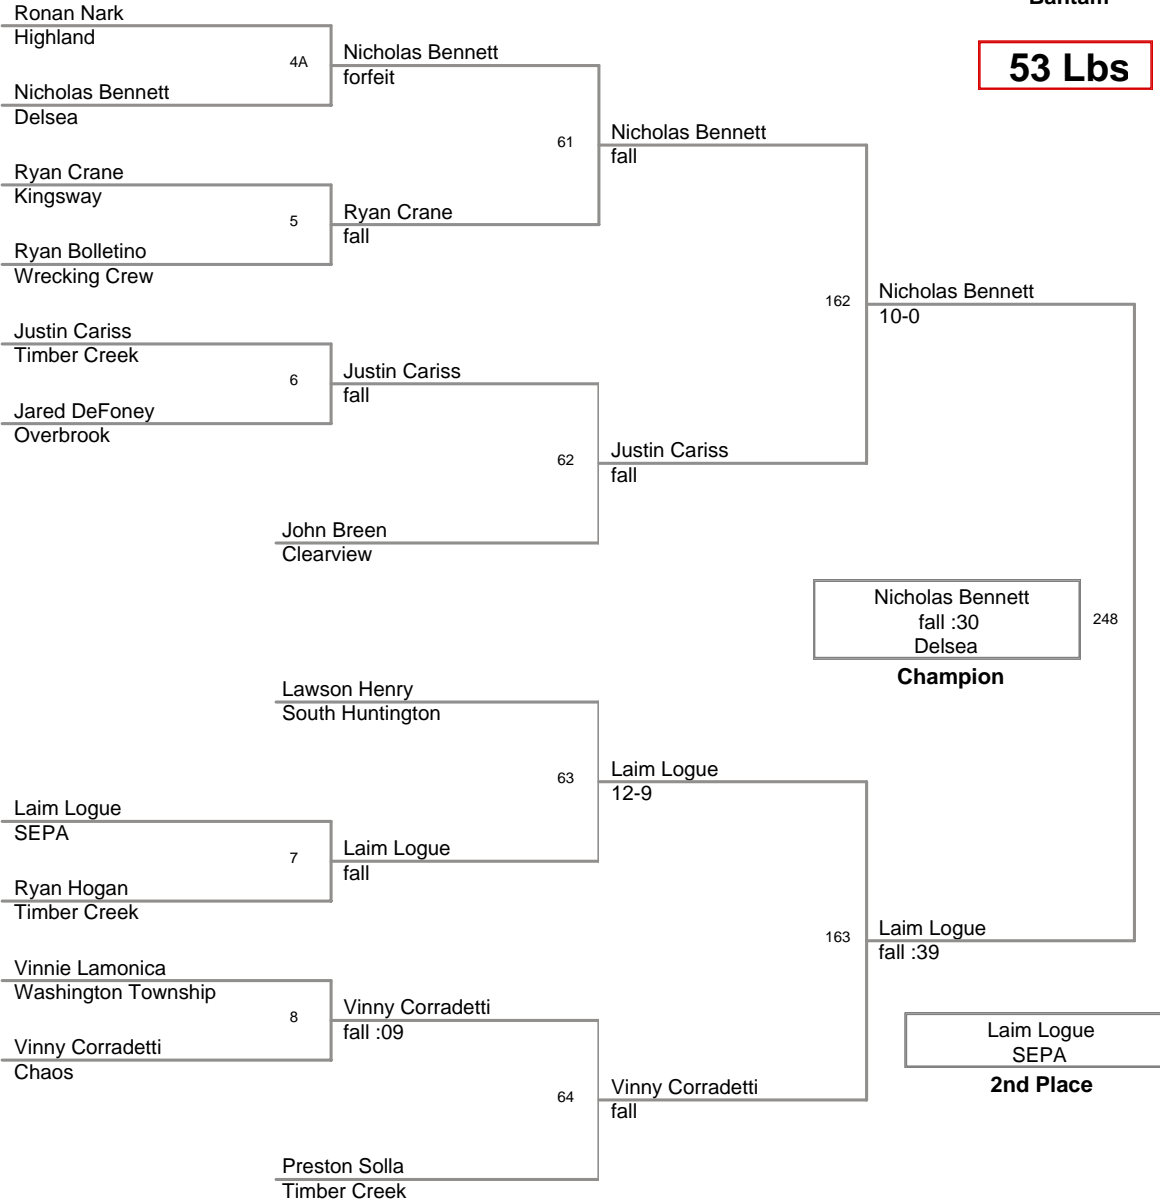 Bantam
53 Lbs
Ronan Nark
Highland
4A
Nicholas Bennett
forfeit
Nicholas Bennett
Delsea
61
Nicholas Bennett
fall
Ryan Crane
Kingsway
5
Ryan Crane
fall
Ryan Bolletino
Wrecking Crew
162
Nicholas Bennett
10-0
Justin Cariss
Timber Creek
6
Justin Cariss
fall
Jared DeFoney
Overbrook
62
Justin Cariss
fall
John Breen
Clearview
Nicholas Bennett
fall :30
Delsea
248
Champion
Lawson Henry
South Huntington
63
Laim Logue
12-9
Laim Logue
SEPA
7
Laim Logue
fall
Ryan Hogan
Timber Creek
163
Laim Logue
fall :39
Vinnie Lamonica
Washington Township
8
Vinny Corradetti
fall :09
Vinny Corradetti
Chaos
64
Vinny Corradetti
fall
Laim Logue
SEPA
2nd Place
Preston Solla
Timber Creek